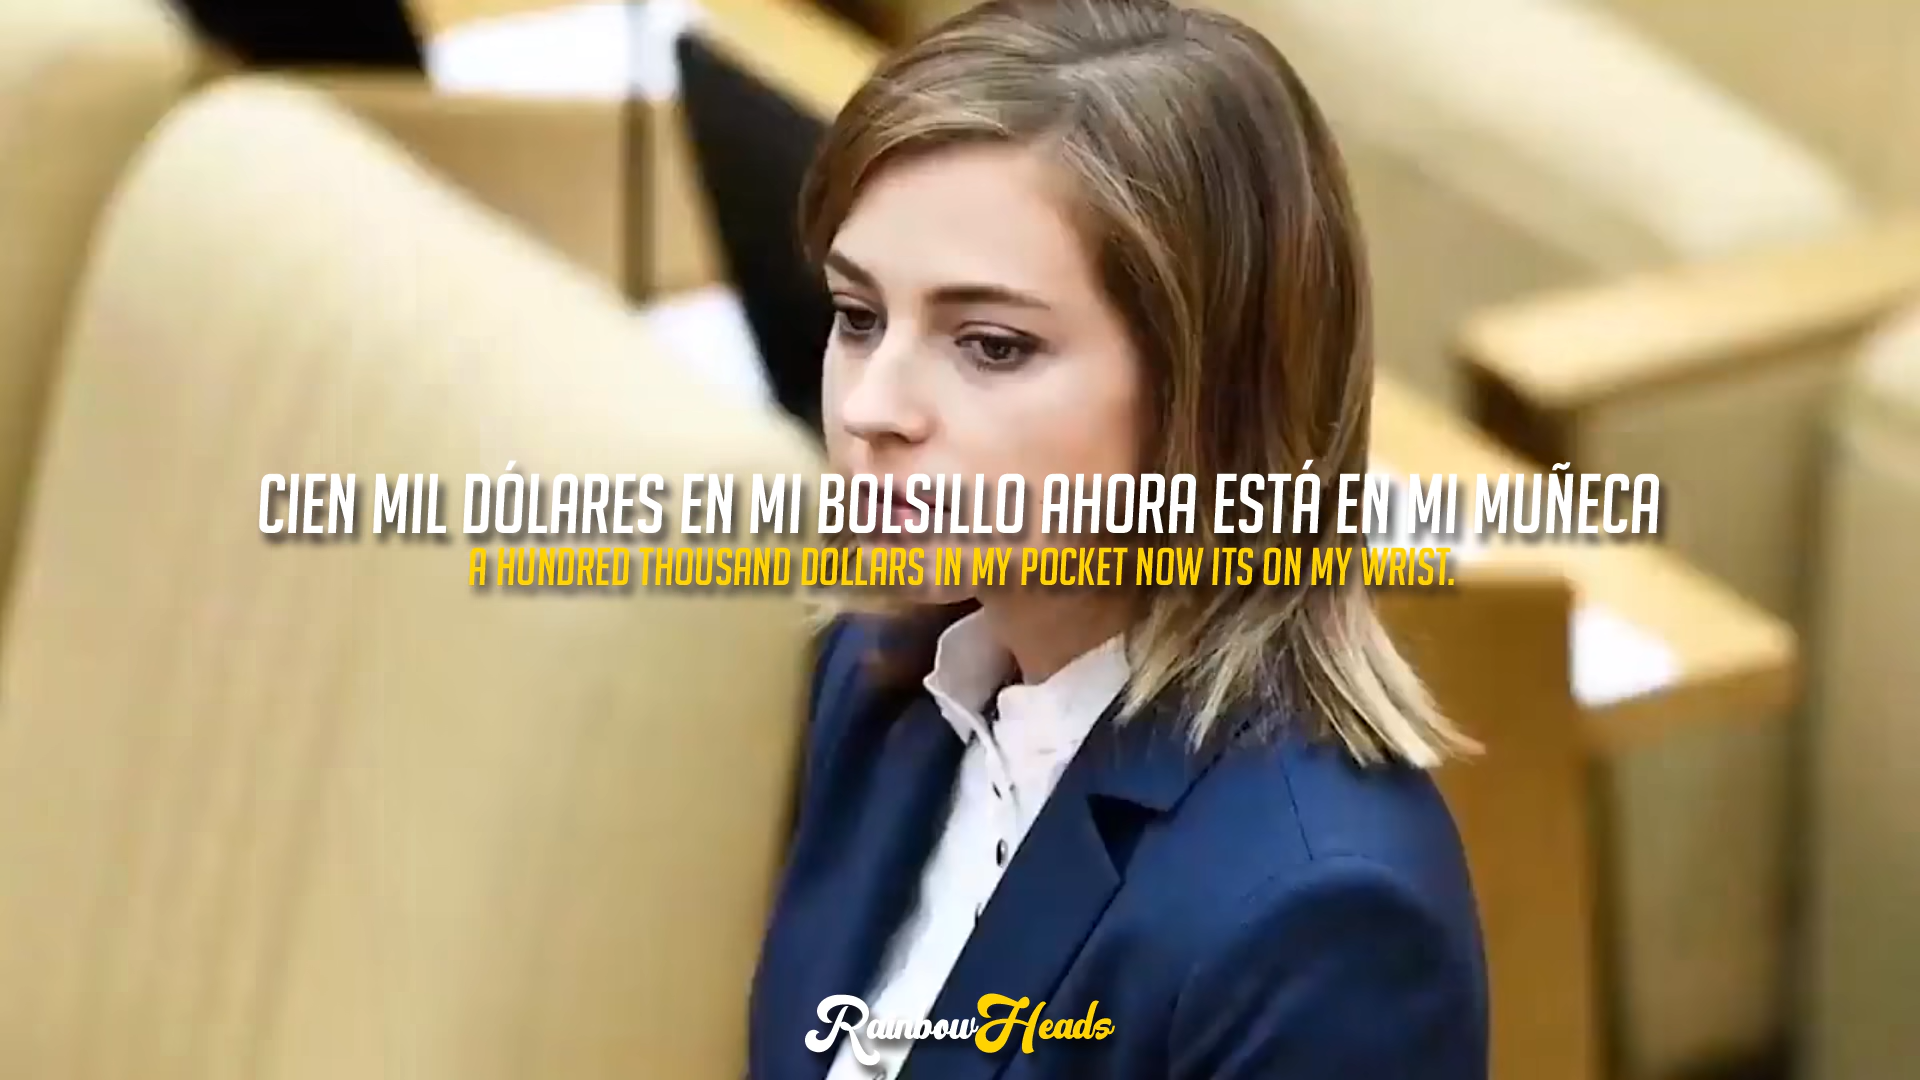 CIEN MIL DÓLARES EN MI BOLSILLO AHORA ESTÁ EN MI MUÑECA
A HUNDRED THOUSAND DOLLARS IN MY POCKET NOW ITS ON MY WRIST.
RainbowHeads